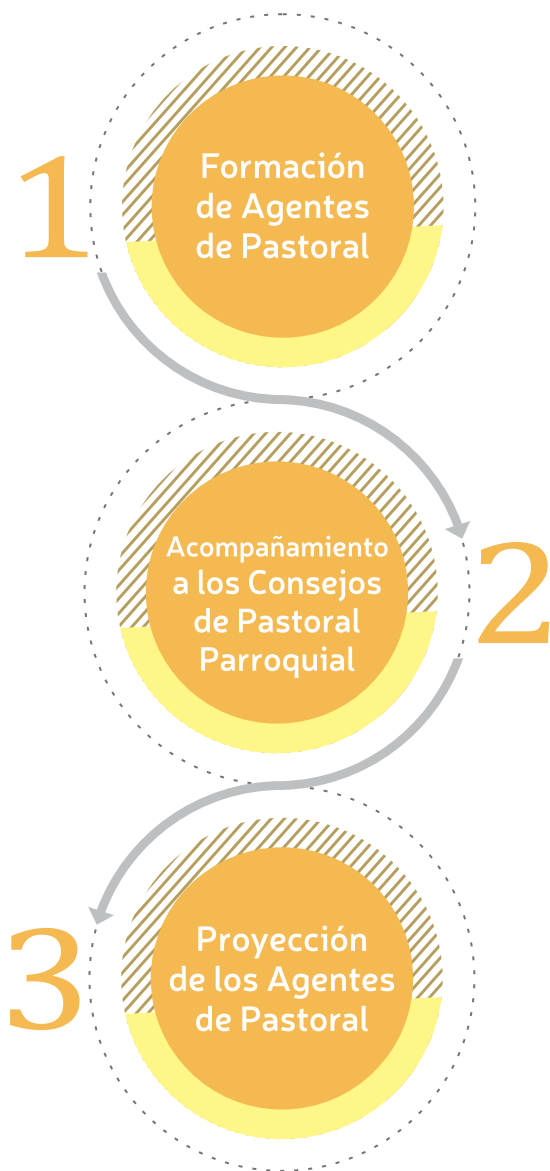 1
Formación
de Agentes
de Pastoral
2
Acompañamiento
a los Consejos
de Pastoral
Parroquial
3
Proyección
de los Agentes
de Pastoral